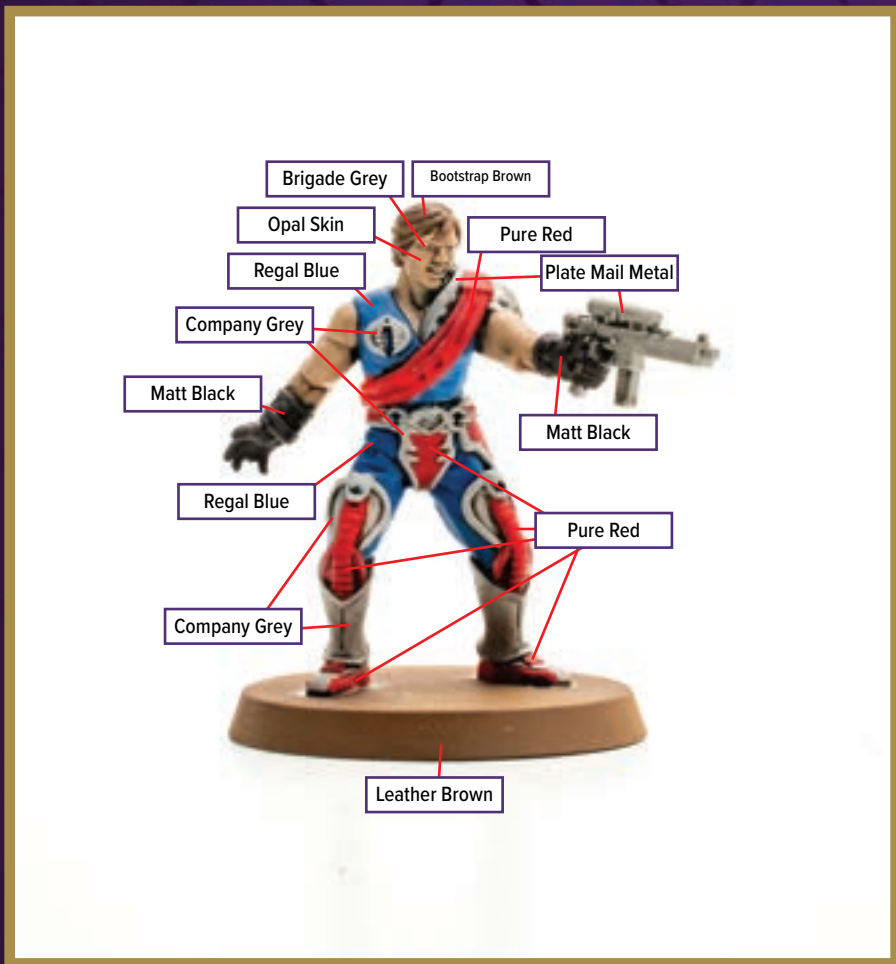 Brigade Grey
Bootstrap Brown
Opal Skin
Pure Red
Regal Blue
Plate Mail Metal
Company Grey
Matt Black
Matt Black
Regal Blue
Pure Red
Company Grey
Leather Brown